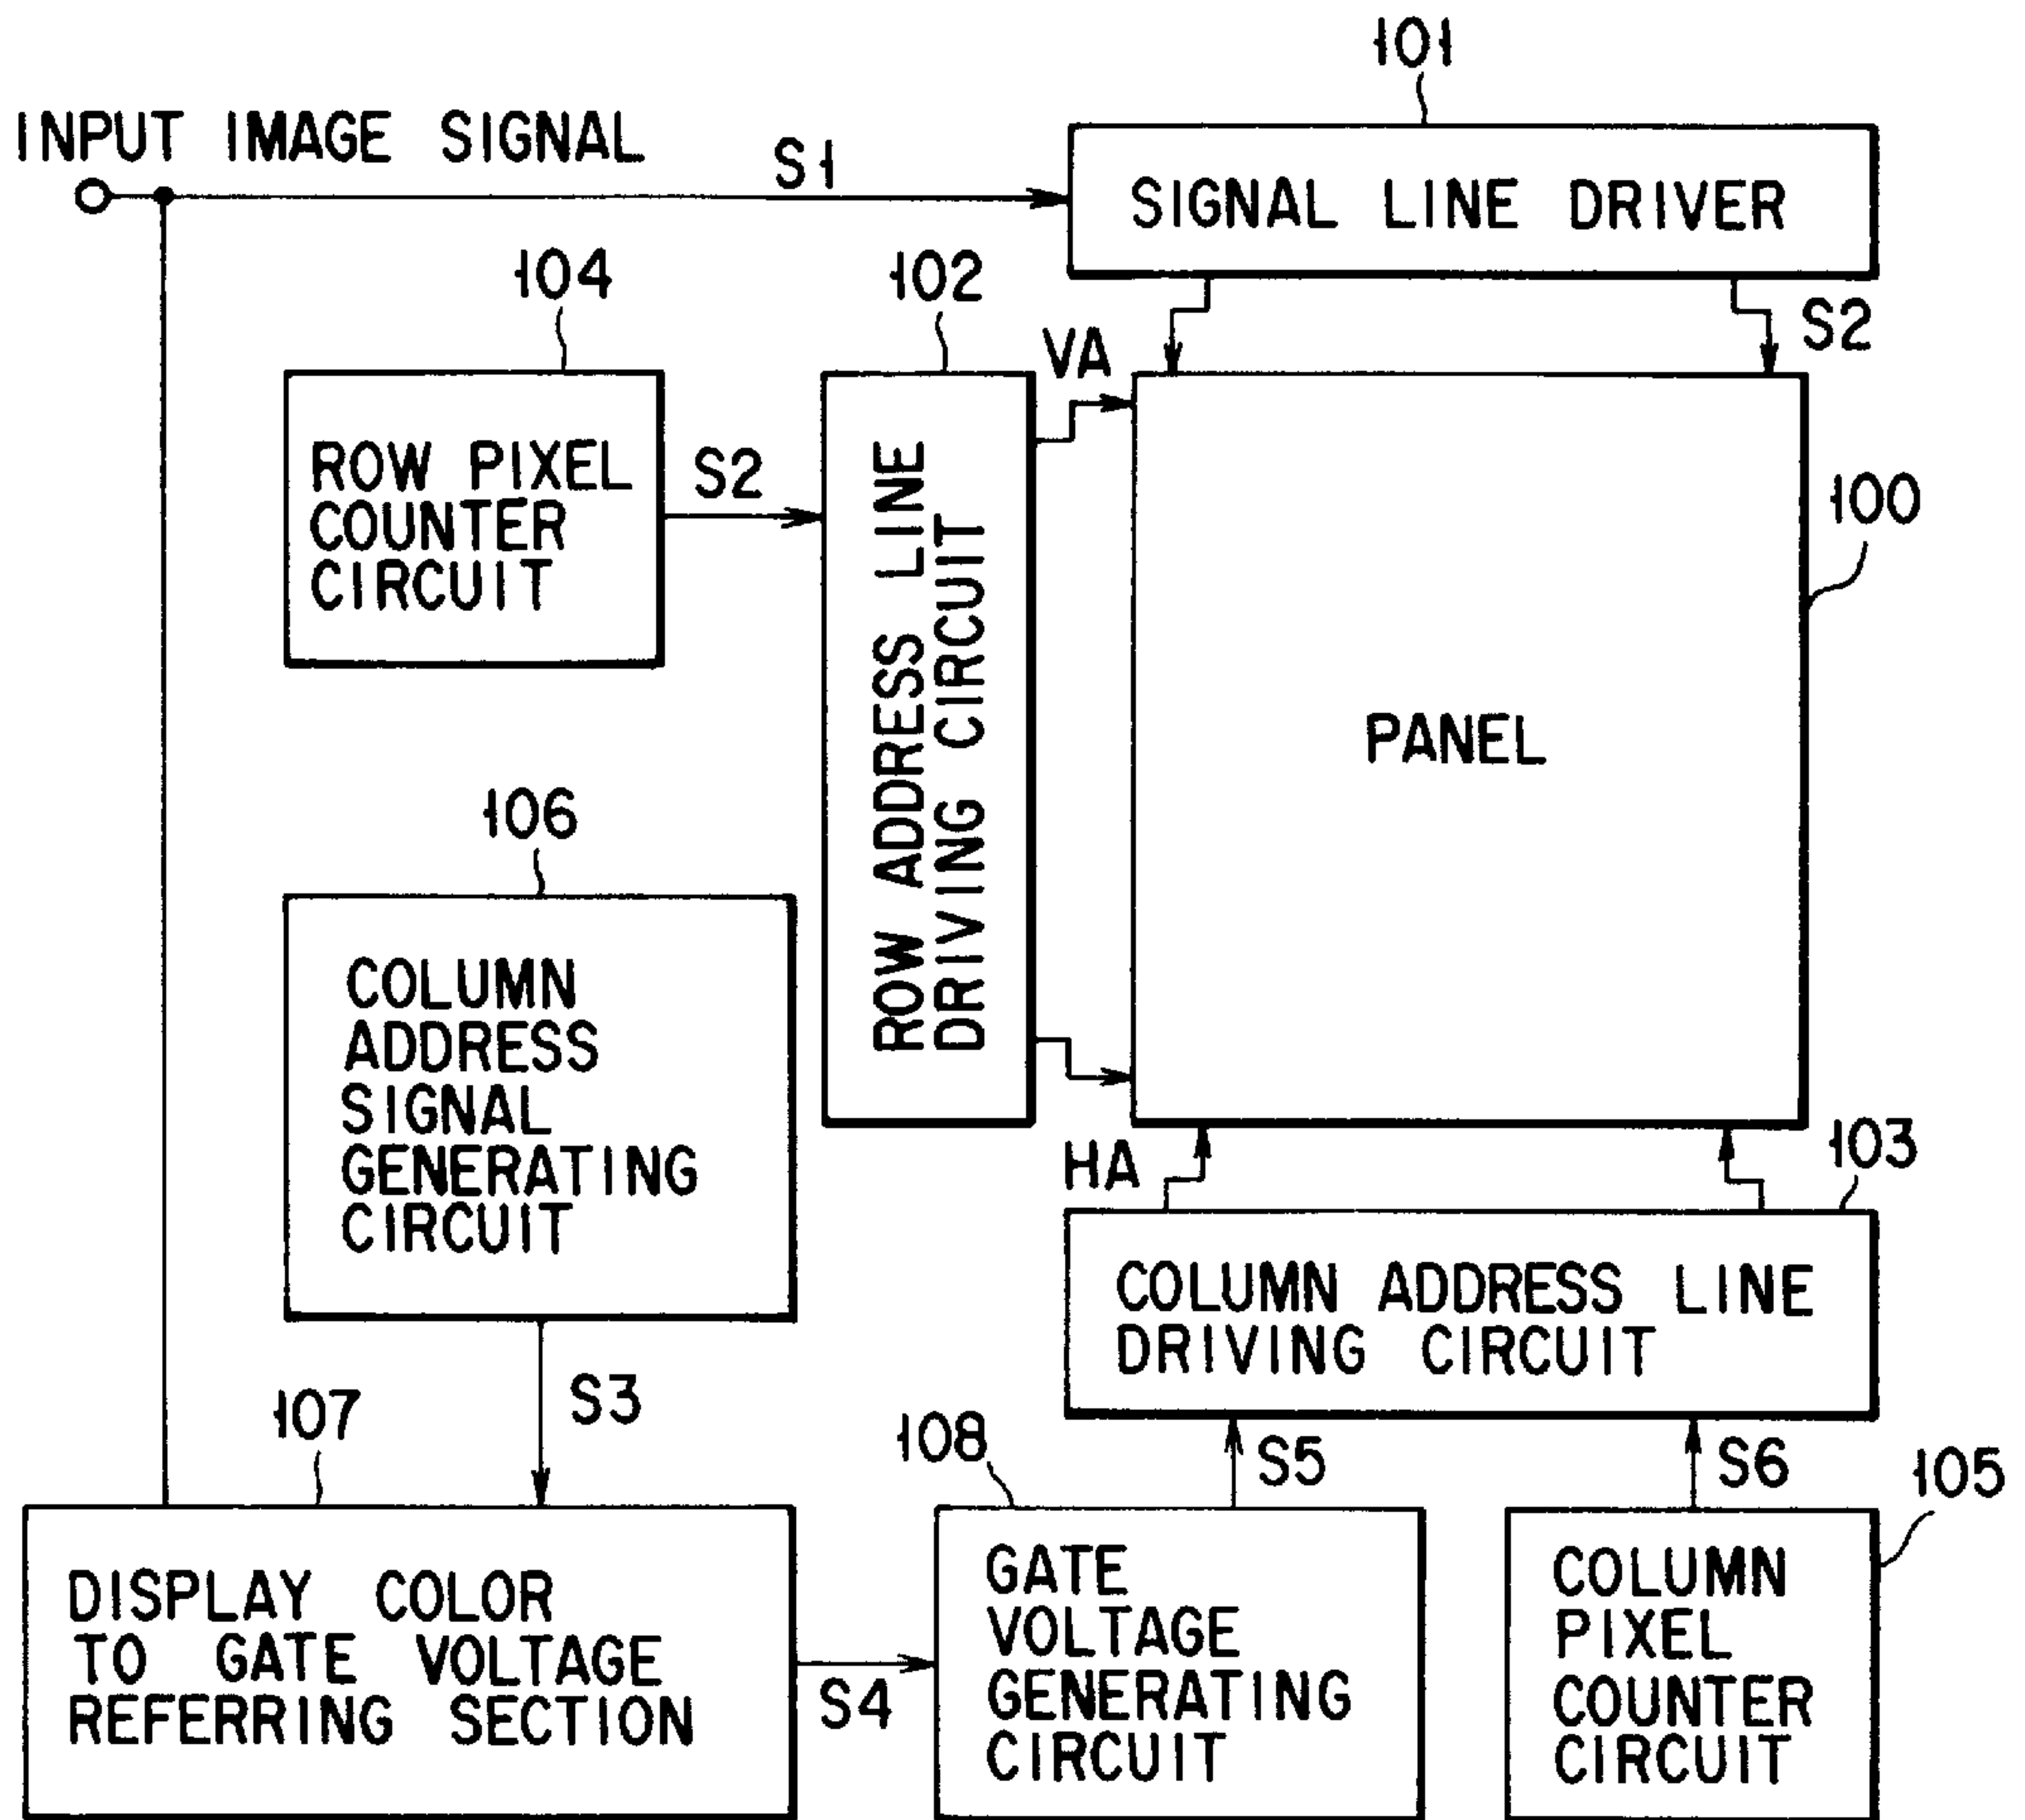 101
INPUT IMAGE SIGNAL
S1
SIGNAL LINE DRIVER
104
102
VA
S2
ROW PIXEL
COUNTER
CIRCUIT
S2
ROW ADDRESS LINE
DRIVING CIRCUIT
100
PANEL
106
COLUMN
ADDRESS
SIGNAL
GENERATING
CIRCUIT
HA
103
COLUMN ADDRESS LINE
DRIVING CIRCUIT
S3
107
108
S5
S6
105
DISPLAY COLOR
TO GATE VOLTAGE
REFERRING SECTION
S4
GATE
VOLTAGE
GENERATING
CIRCUIT
COLUMN
PIXEL
COUNTER
CIRCUIT